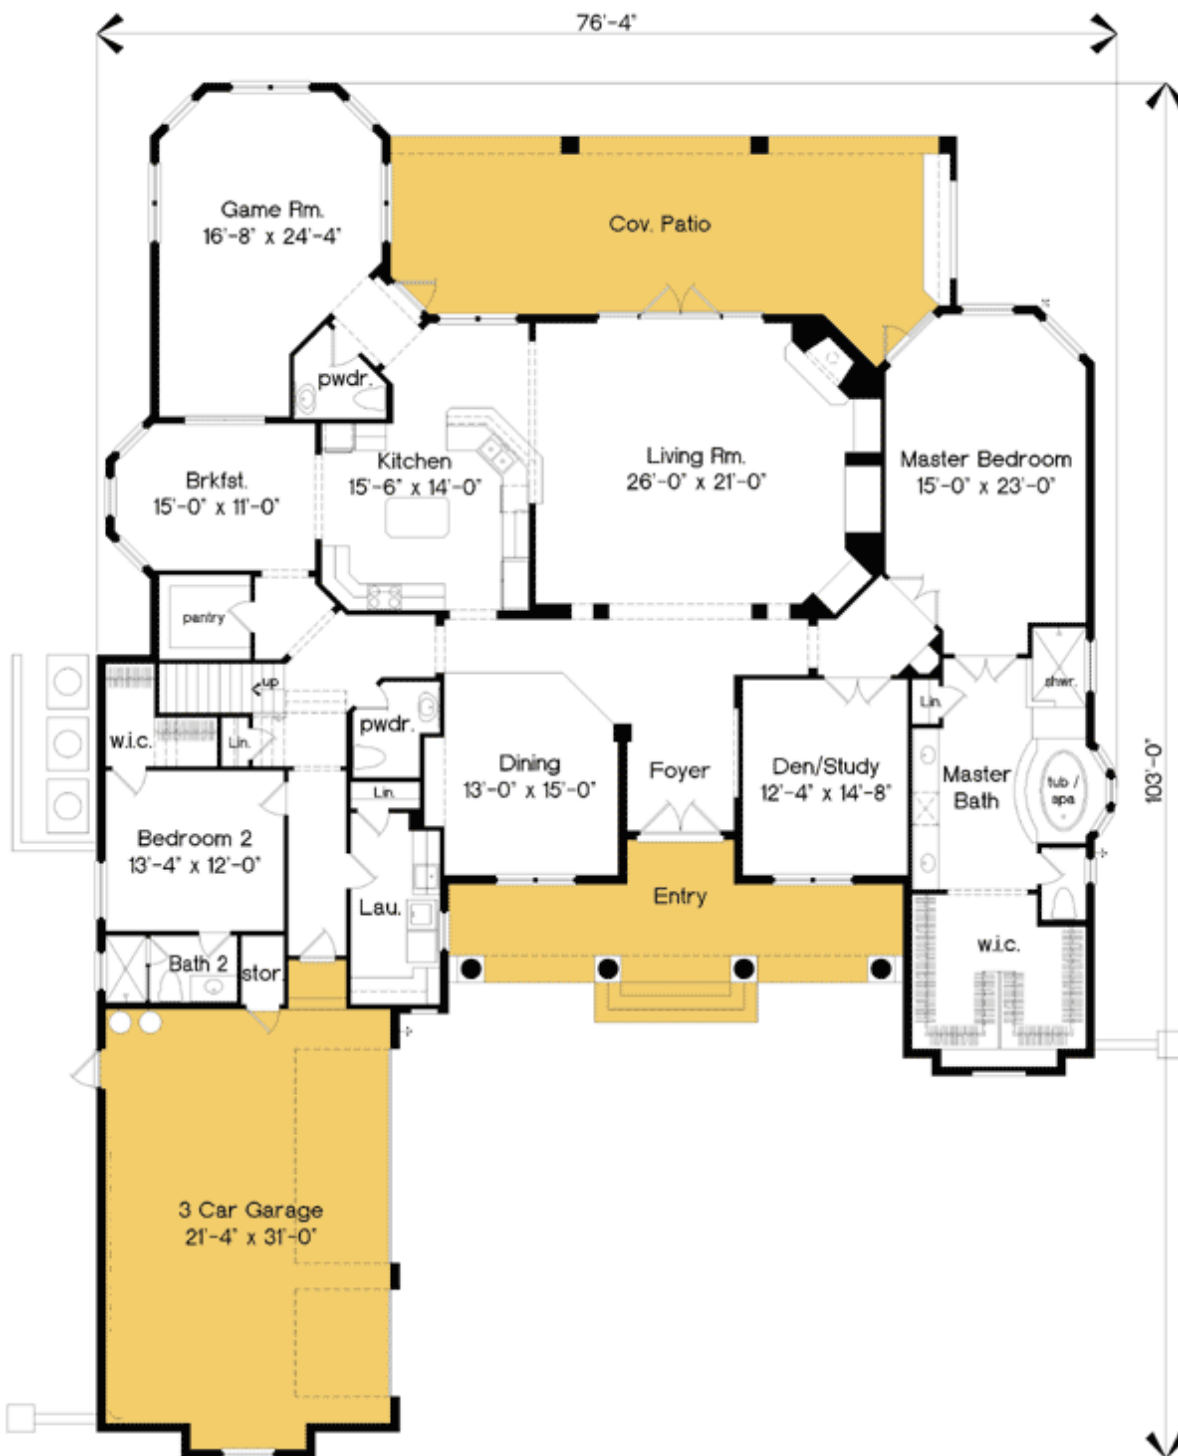 76'-4"
Game Rm.
16'-8" x 24'-4"
Cov. Patio
pwdr.
Kitchen
15'-6" x 14'-0"
Living Rm.
26'-0" x 21'-0"
Master Bedroom
15'-0" x 23'-0"
Brkfst.
15'-0" x 11'-0"
pantry
up
shwr.
Lin.
w.i.c.
Lin.
pwdr.
Dining
13'-0" x 15'-0"
Foyer
Den/Study
12'-4" x 14'-8"
Master
Bath
tub /
spa
103'-0"
Lin.
Bedroom 2
13'-4" x 12'-0"
Lau.
Entry
w.i.c.
Bath 2
stor.
3 Car Garage
21'-4" x 31'-0"